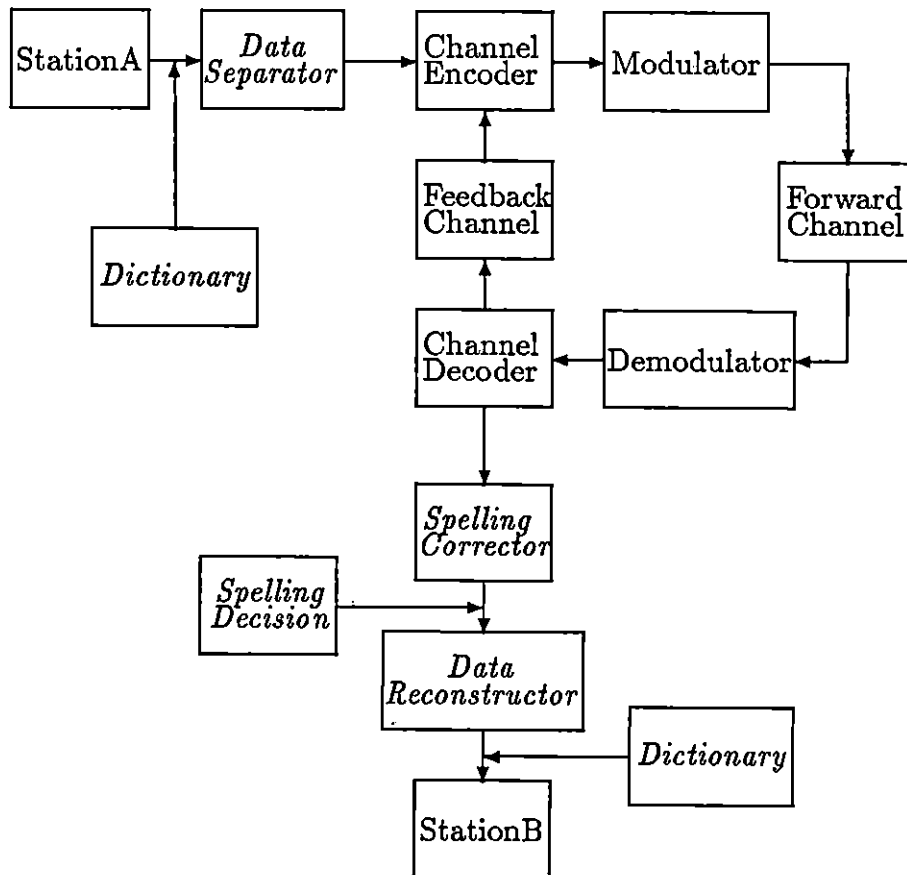 StationA
Data
Separator
Channel
Encoder
Modulator
Feedback
Channel
Forward
Channel
Dictionary
Channel
Decoder
Demodulator
Spelling
Corrector
Spelling
Decision
Data
Reconstructor
Dictionary
StationB